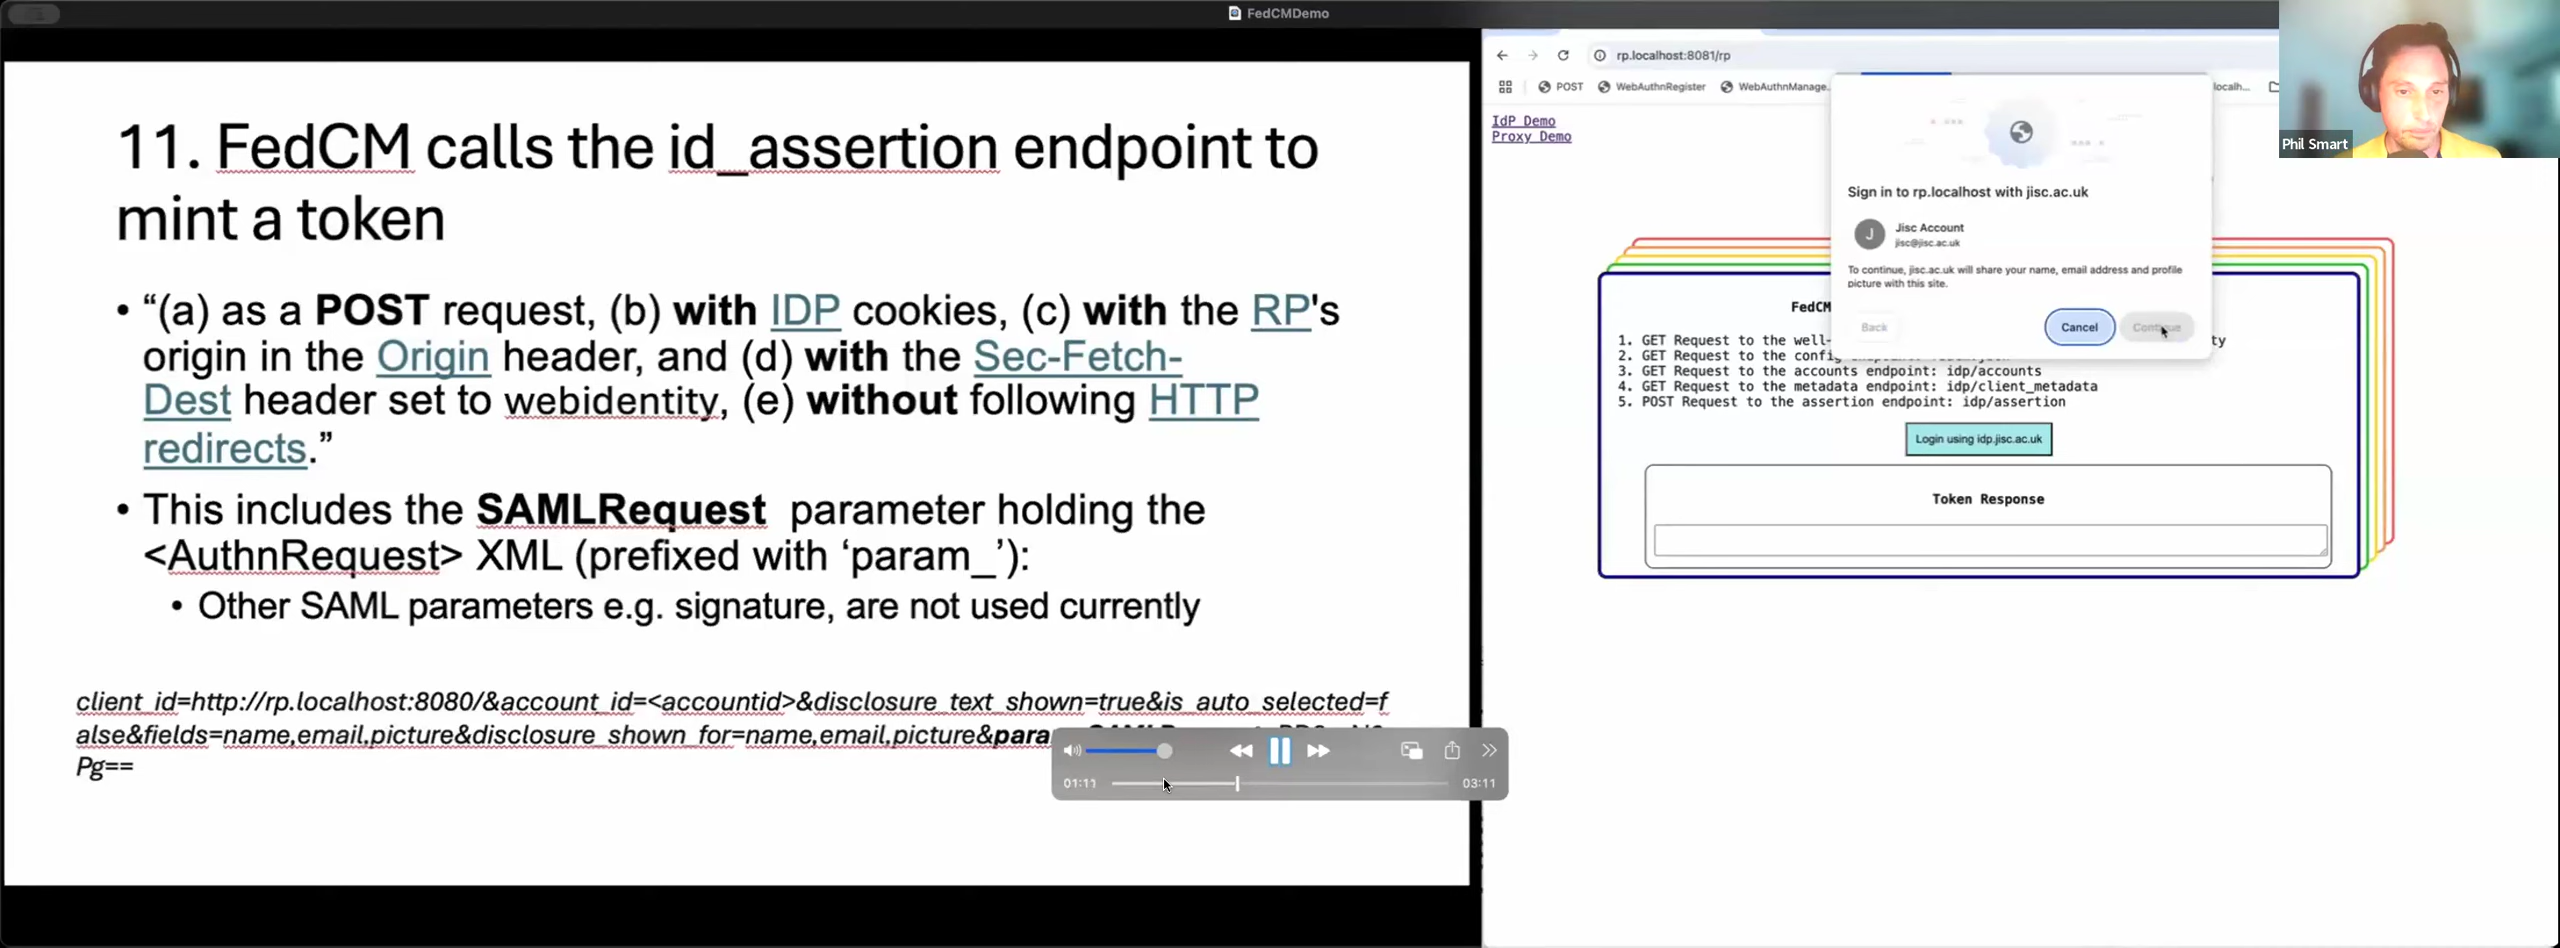 FedCMDemo
11. FedCM calls the id_assertion endpoint to
mint a token
• “(a) as a POST request, (b) with IDP cookies, (c) with the RP's
origin in the Origin header, and (d) with the Sec-Fetch-
Dest header set to webidentity, (e) without following HTTP
redirects.”
• This includes the SAMLRequest parameter holding the
<AuthnRequest> XML (prefixed with ‘param_’):
• Other SAML parameters e.g. signature, are not used currently
client_id=http://rp.localhost:8080/&account_id=<accountid>&disclosure_text_shown=true&is_auto_selected=f
alse&fields=name,email,picture&disclosure_shown_for=name,email,picture&para
Pg==
01:11
03:11
rp.localhost:8081/rp
POST WebAuthnRegister WebAuthnManage... localh...
IdP Demo
Proxy Demo
Sign in to rp.localhost with jisc.ac.uk
J
Jisc Account
jisc@jisc.ac.uk
To continue, jisc.ac.uk will share your name, email address and profile
picture with this site.
Back Cancel Continue
FedCM
1. GET Request to the well-
2. GET Request to the config
3. GET Request to the accounts endpoint: idp/accounts
4. GET Request to the metadata endpoint: idp/client_metadata
5. POST Request to the assertion endpoint: idp/assertion
Login using idp.jisc.ac.uk
Token Response
Phil Smart